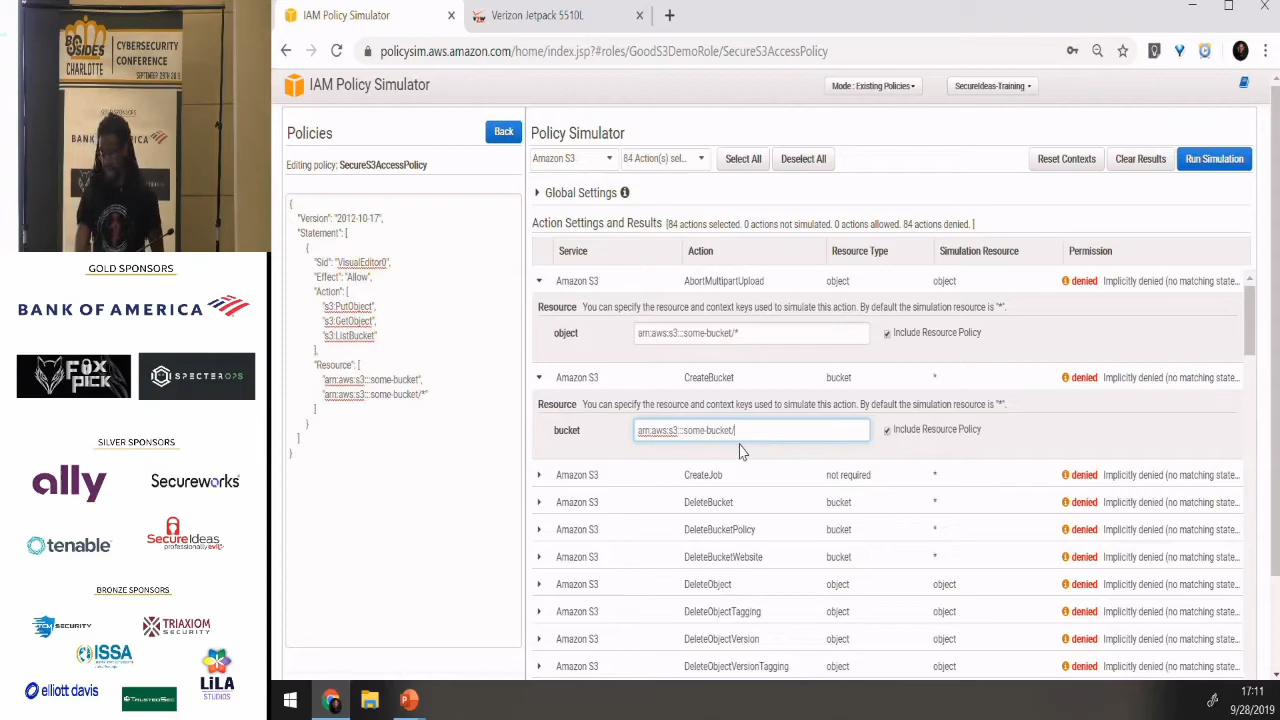 BSIDES
CHARLOTTE
CYBERSECURITY
CONFERENCE
BANK
AMERICA
GOLD SPONSORS
BANK OF AMERICA
FOX
PICK
SPECTEROPS
SILVER SPONSORS
ally
Secureworks
tenable
SecureIdeas
professionally evil
BRONZE SPONSORS
TCM SECURITY
TRIAXIOM
SECURITY
ISSA
LiLA
STUDIOS
elliott davis
TRUSTEDSEC
IAM Policy Simulator
Verizon Jetpack 5510L
policysim.aws.amazon.com/home/index.jsp?#roles/GoodS3DemoRole/SecureS3AccessPolicy
IAM Policy Simulator
Mode : Existing Policies
SecureIdeas-Training
Policies
Back
Editing policy: SecureS3AccessPolicy
{
"Version": "2012-10-17",
"Statement": [
{
"Sid": "VisualEditor0",
"Effect": "Allow",
"Action": [
"s3:PutObject",
"s3:GetObject",
"s3:ListBucket"
],
"Resource": [
"arn:aws:s3:::some-bucket",
"arn:aws:s3:::some-bucket/*"
]
}
]
}
Policy Simulator
Amazon S3
84 Action(s) sel...
Select All
Deselect All
Reset Contexts
Clear Results
Run Simulation
Global Settings
Action Settings and Results [84 actions selected. 0 actions not simulated. 0 actions allowed. 84 actions denied. ]
Service Action Resource Type Simulation Resource Permission
Amazon S3 AbortMultipartUpload object object denied Implicitly denied (no matching state...
Resource You can specify the resource and context keys used to simulate this action. By default the simulation resource is "*".
object arn:aws:s3:::some-bucket/* Include Resource Policy
Amazon S3 CreateBucket bucket * denied Implicitly denied (no matching state...
Resource You can specify the resource and context keys used to simulate this action. By default the simulation resource is "*".
bucket arn:aws:s3:::some-bucket/ Include Resource Policy
Amazon S3 CreateJob not required * denied Implicitly denied (no matching state...
Amazon S3 DeleteBucket bucket * denied Implicitly denied (no matching state...
Amazon S3 DeleteBucketPolicy bucket * denied Implicitly denied (no matching state...
Amazon S3 DeleteBucketWebsite bucket * denied Implicitly denied (no matching state...
Amazon S3 DeleteObject object object denied Implicitly denied (no matching state...
Amazon S3 DeleteObjectTagging object object denied Implicitly denied (no matching state...
Amazon S3 DeleteObjectVersion object object denied Implicitly denied (no matching state...
Amazon S3 DeleteObjectVersionTagging object object denied Implicitly denied (no matching state...
17:11
9/28/2019